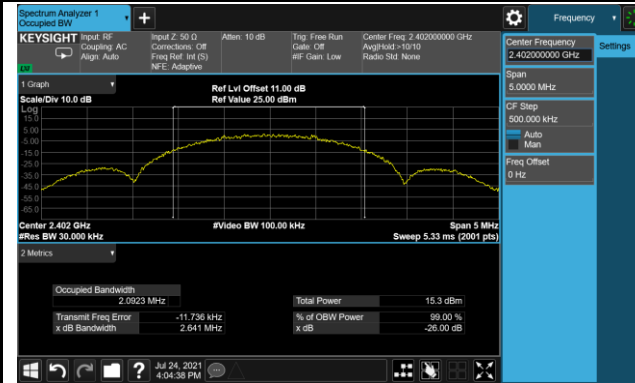 Spectrum Analyzer 1
Occupied BW
Frequency
KEYSIGHT
Input: RF
Coupling: AC
Align: Auto
Input Z: 50 Ω
Corrections: Off
Freq Ref: Int (S)
NFE: Adaptive
Atten: 10 dB
Trig: Free Run
Gate: Off
#IF Gain: Low
Center Freq: 2.402000000 GHz
Avg|Hold:>10/10
Radio Std: None
Center Frequency
2.402000000 GHz
Settings
Span
5.0000 MHz
CF Step
500.000 kHz
Auto
Man
Freq Offset
0 Hz
1 Graph
Scale/Div 10.0 dB
Ref Lvl Offset 11.00 dB
Ref Value 25.00 dBm
Log
15.0
5.00
-5.00
-15.0
-25.0
-35.0
-45.0
-55.0
-65.0
Center 2.402 GHz
#Res BW 30.000 kHz
#Video BW 100.00 kHz
Span 5 MHz
Sweep 5.33 ms (2001 pts)
2 Metrics
Occupied Bandwidth
2.0923 MHz
Total Power
15.3 dBm
Transmit Freq Error
-11.736 kHz
% of OBW Power
99.00 %
x dB Bandwidth
2.641 MHz
x dB
-26.00 dB
Jul 24, 2021
4:04:38 PM